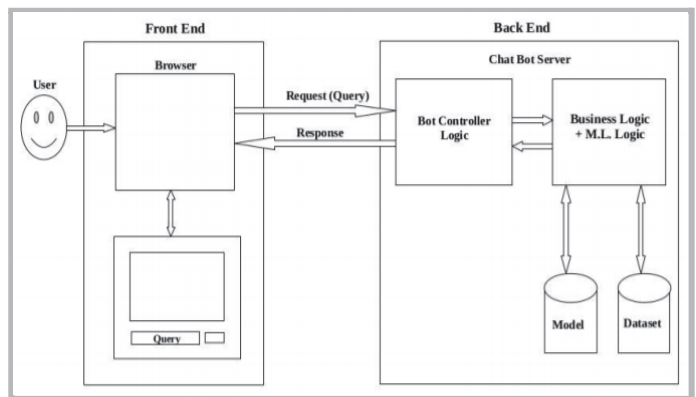 Front End
Back End
Browser
Chat Bot Server
User
Request (Query)
Response
Bot Controller
Logic
Business Logic
+ M.L. Logic
Query
Model
Dataset